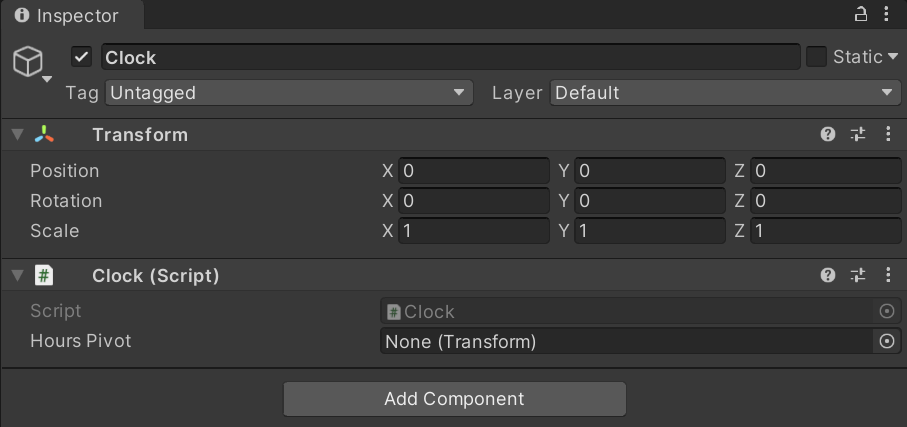 Inspector
Clock Static
Tag Untagged Layer Default
Transform
Position X 0 Y 0 Z 0
Rotation X 0 Y 0 Z 0
Scale X 1 Y 1 Z 1
# Clock (Script)
Script # Clock
Hours Pivot None (Transform)
Add Component